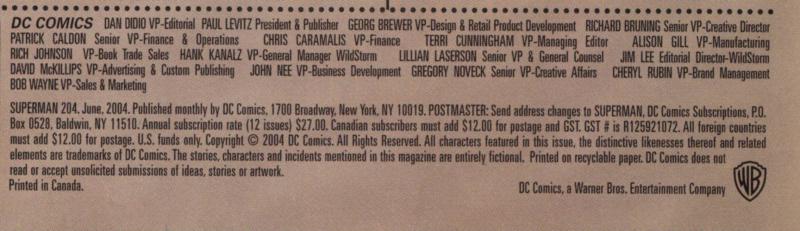 DC COMICS DAN DIDIO VP-Editorial PAUL LEVITZ President & Publisher GEORG BREWER VP-Design & Retail Product Development RICHARD BRUNING Senior VP-Creative Director
PATRICK CALDON Senior VP-Finance & Operations CHRIS CARAMALIS VP-Finance TERRI CUNNINGHAM VP-Managing Editor ALISON GILL VP-Manufacturing
RICH JOHNSON VP-Book Trade Sales HANK KANALZ VP-General Manager WildStorm LILLIAN LASERSON Senior VP & General Counsel JIM LEE Editorial Director-WildStorm
DAVID McKILLIPS VP-Advertising & Custom Publishing JOHN NEE VP-Business Development GREGORY NOVECK Senior VP-Creative Affairs CHERYL RUBIN VP-Brand Management
BOB WAYNE VP-Sales & Marketing
SUPERMAN 204. June, 2004. Published monthly by DC Comics, 1700 Broadway, New York, NY 10019. POSTMASTER: Send address changes to SUPERMAN, DC Comics Subscriptions, P.O.
Box 0528, Baldwin, NY 11510. Annual subscription rate (12 issues) $27.00. Canadian subscribers must add $12.00 for postage and GST. GST # is R125921072. All foreign countries
must add $12.00 for postage. U.S. funds only. Copyright © 2004 DC Comics. All Rights Reserved. All characters featured in this issue, the distinctive likenesses thereof and related
elements are trademarks of DC Comics. The stories, characters and incidents mentioned in this magazine are entirely fictional. Printed on recyclable paper. DC Comics does not
read or accept unsolicited submissions of ideas, stories or artwork.
Printed in Canada.
DC Comics, a Warner Bros. Entertainment Company
WB